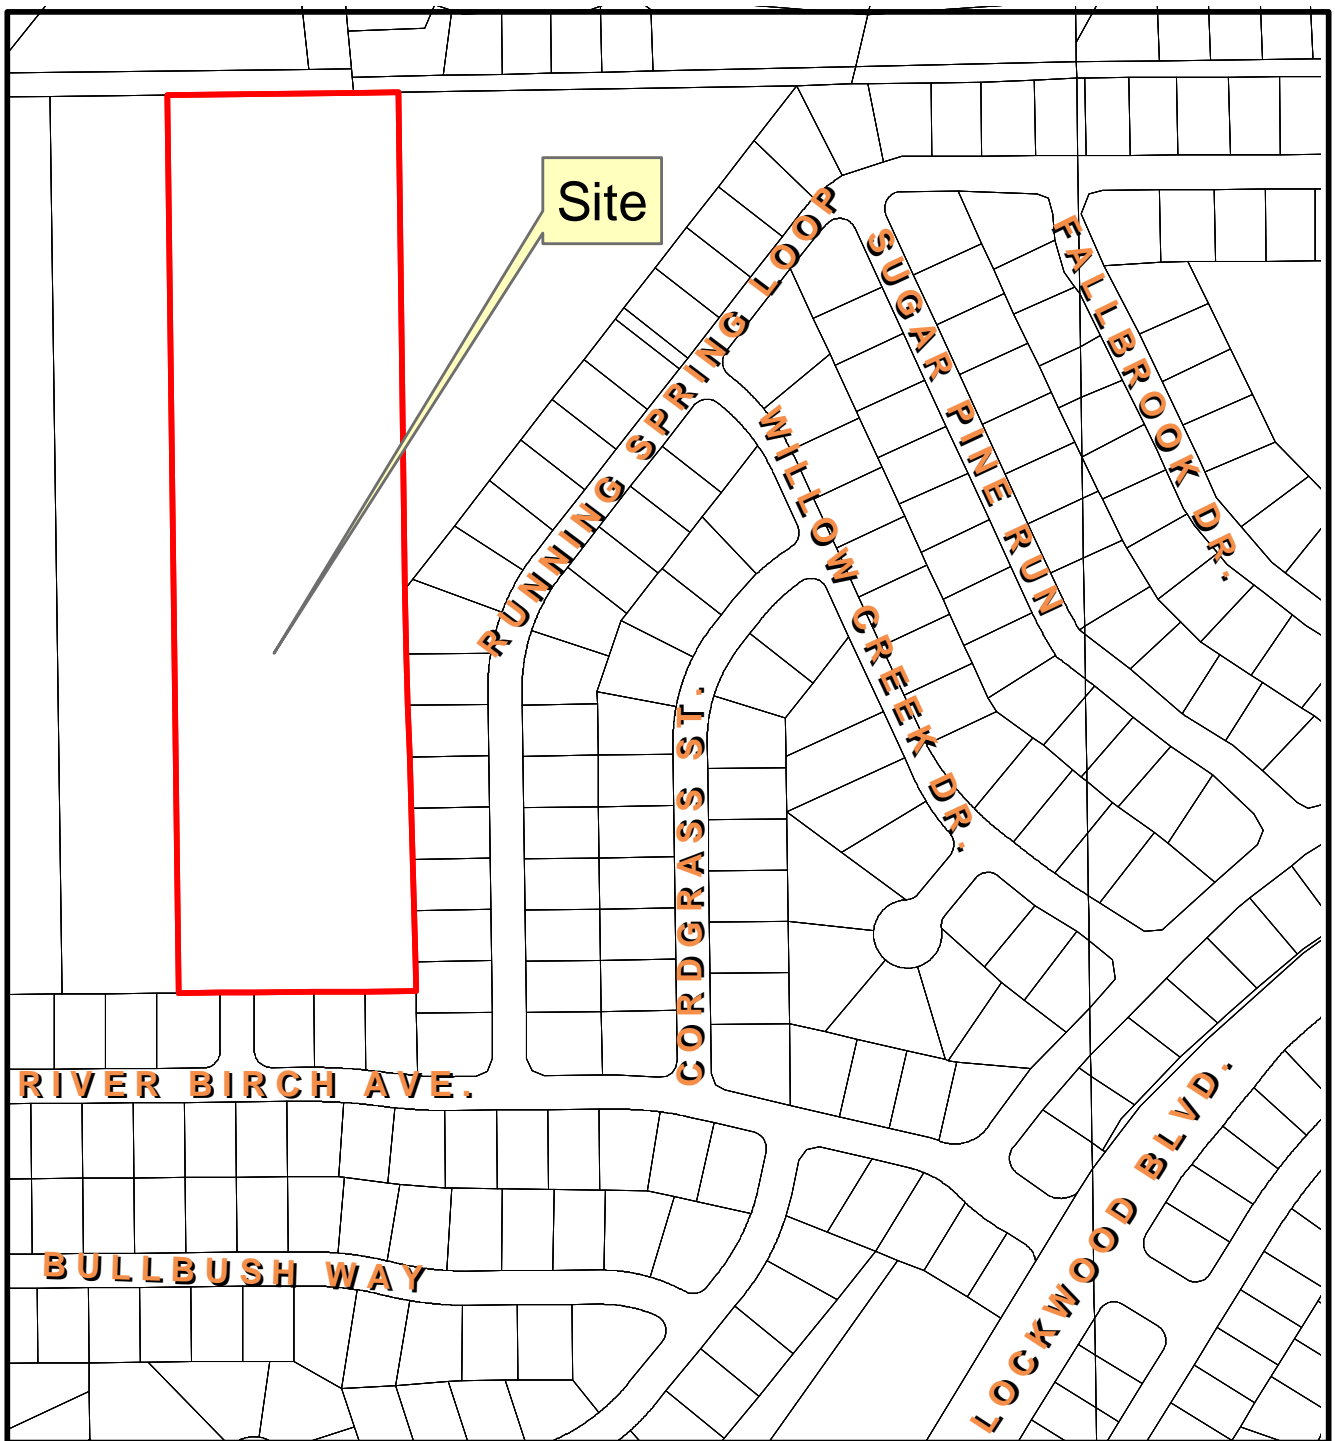 Site
RUNNING SPRING LOOP
SUGAR PINE RUN
FALLBROOK DR.
WILLOW CREEK DR.
CORDGRASS ST.
RIVER BIRCH AVE.
LOCKWOOD BLVD.
BULLBUSH WAY